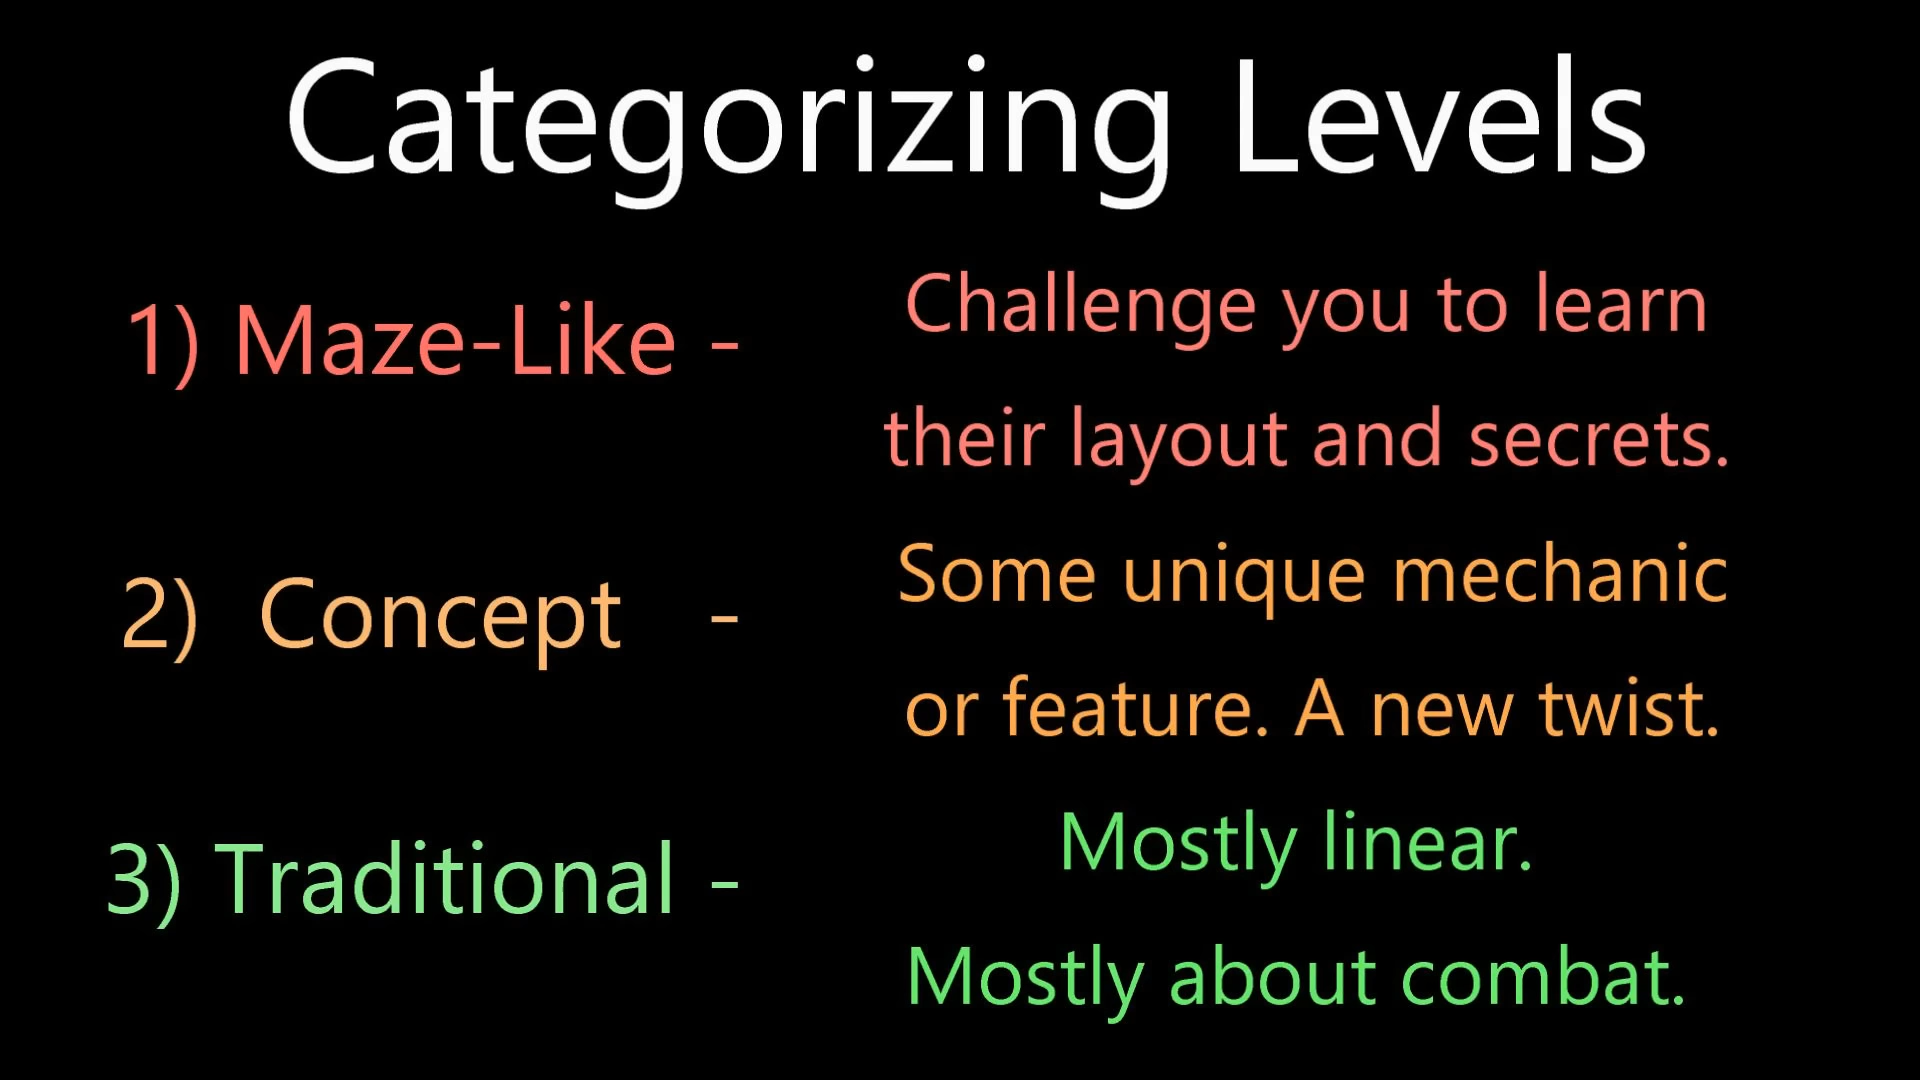 Categorizing Levels
1) Maze-Like - Challenge you to learn
their layout and secrets.
2) Concept - Some unique mechanic
or feature. A new twist.
3) Traditional - Mostly linear.
Mostly about combat.